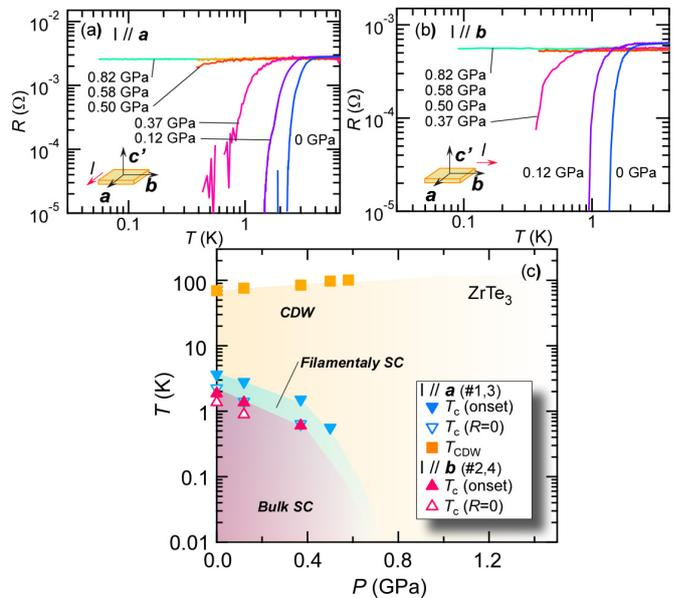 (a) I // a
10⁻²
10⁻³
10⁻⁴
10⁻⁵
R (Ω)
0.82 GPa
0.58 GPa
0.50 GPa
0.37 GPa
0.12 GPa
0 GPa
I
c'
a
b
0.1
1
T (K)
(b) I // b
10⁻³
10⁻⁴
10⁻⁵
R (Ω)
0.82 GPa
0.58 GPa
0.50 GPa
0.37 GPa
0.12 GPa
0 GPa
c'
I
a
b
0.1
1
T (K)
(c)
ZrTe₃
100
10
1
0.1
0.01
T (K)
CDW
Filamentaly SC
Bulk SC
I // a (#1,3)
Tc (onset)
Tc (R=0)
TCDW
I // b (#2,4)
Tc (onset)
Tc (R=0)
0.0
0.4
0.8
1.2
P (GPa)